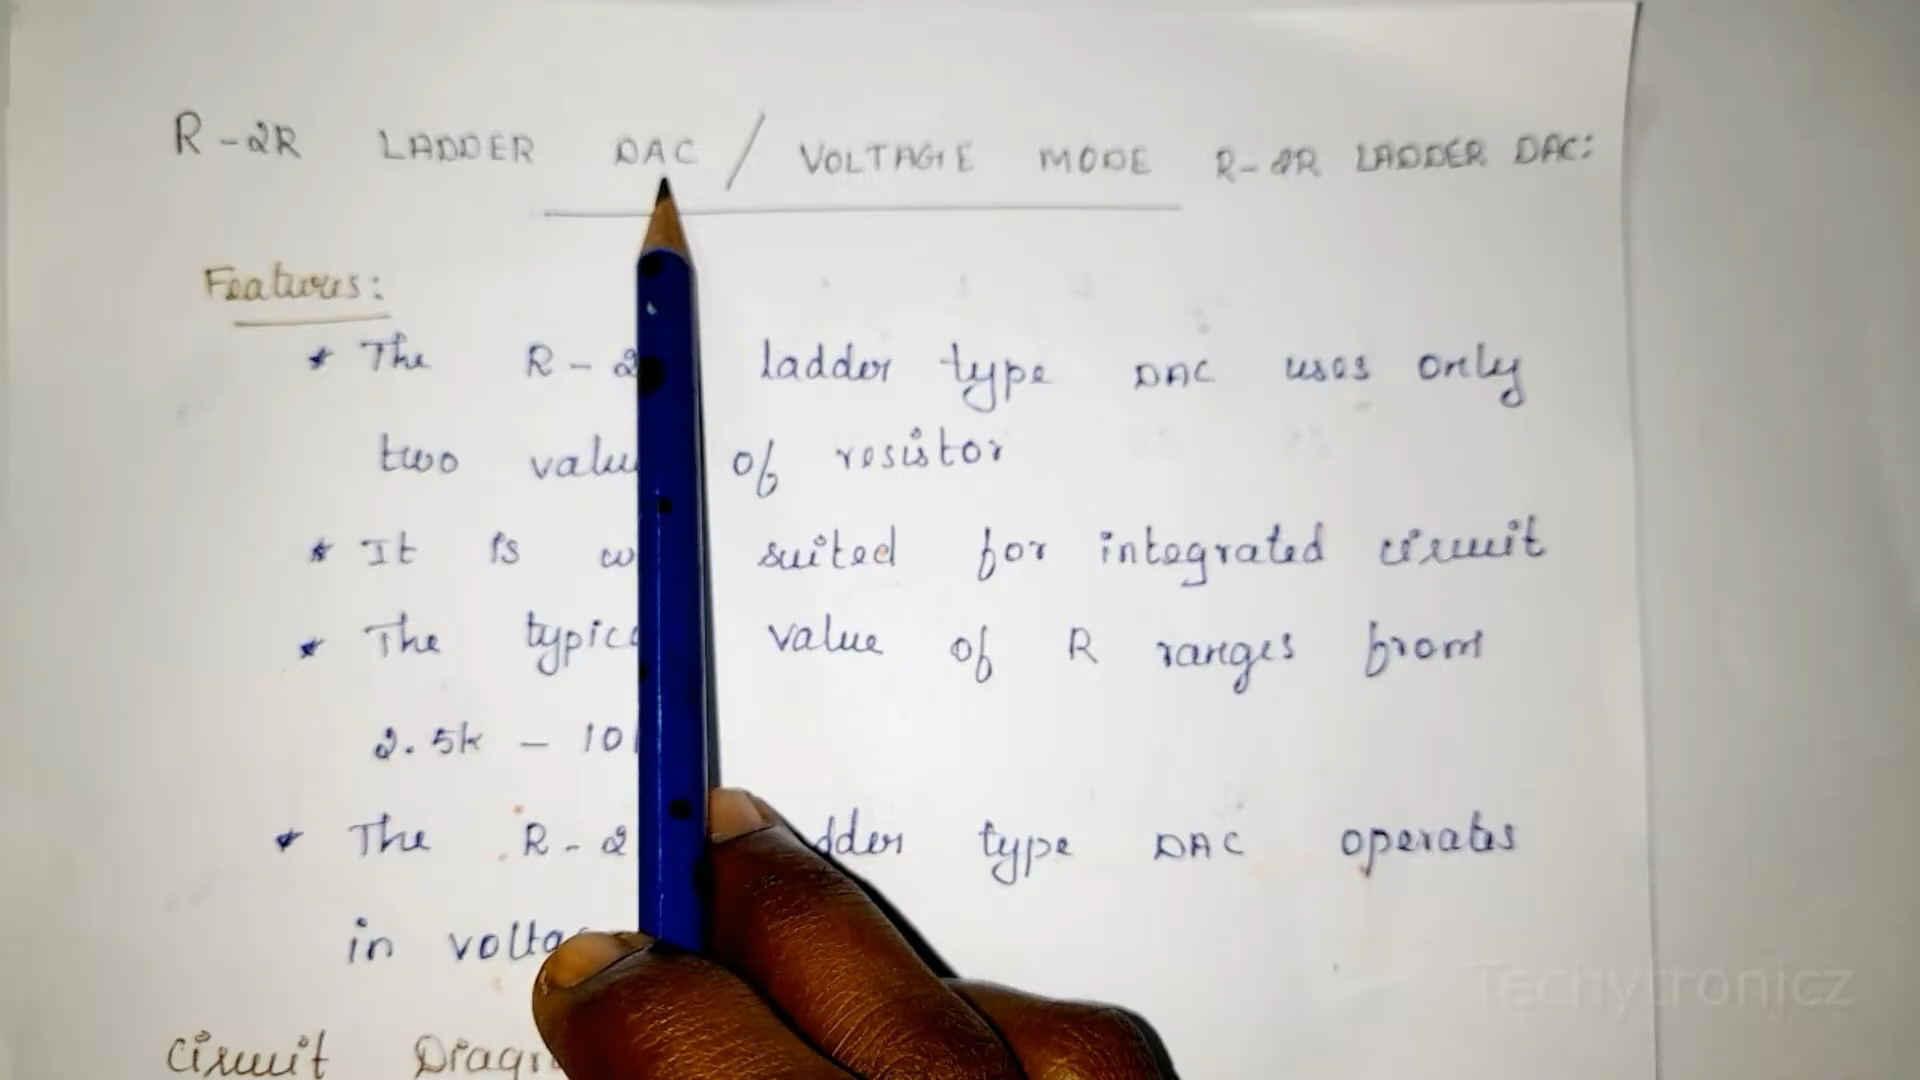 R-2R LADDER DAC / VOLTAGE MODE R-2R LADDER DAC:
Features:
* The R-2 ladder type DAC uses only
two valu of resistor
* It is w suited for integrated circuit
* The typic value of R ranges from
2.5k - 10
* The R-2 dder type DAC operates
in volta
Circuit Diagr
Techytronicz